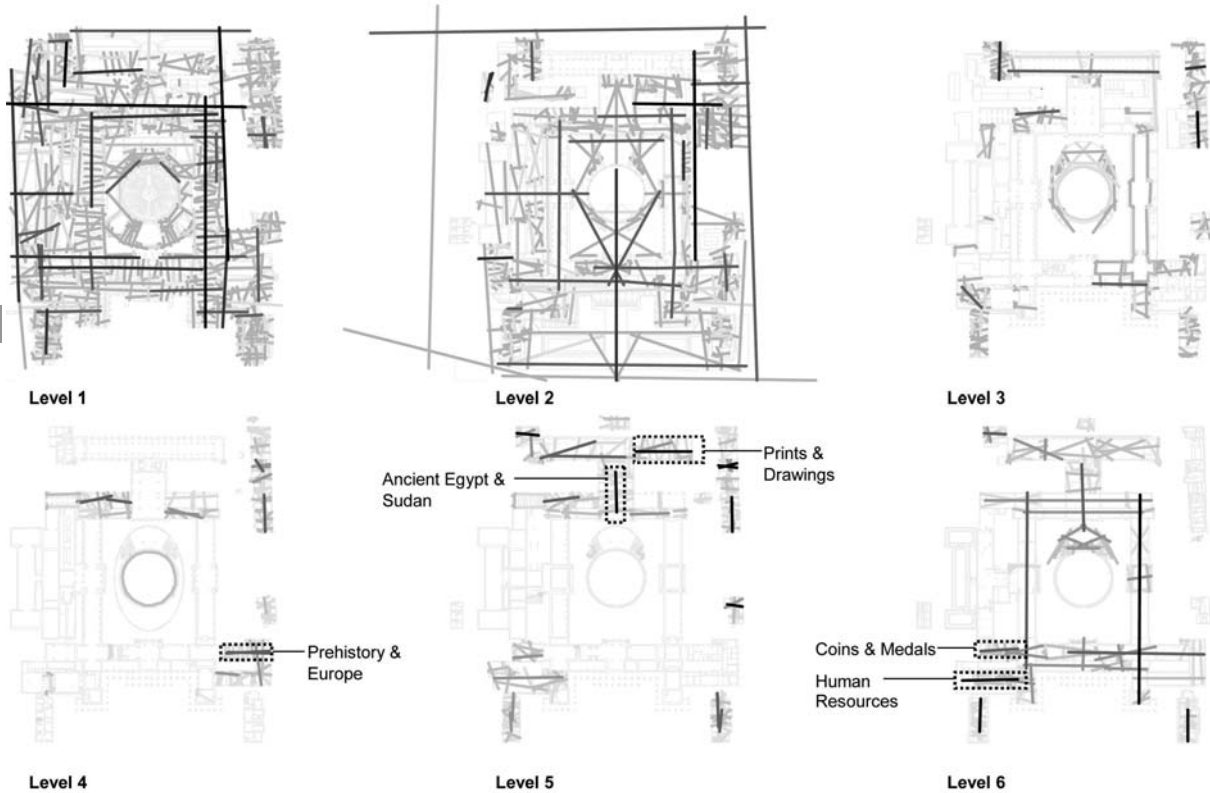 Level 1
Level 2
Level 3
Ancient Egypt &
Sudan
Prints &
Drawings
Prehistory &
Europe
Coins & Medals
Human
Resources
Level 4
Level 5
Level 6